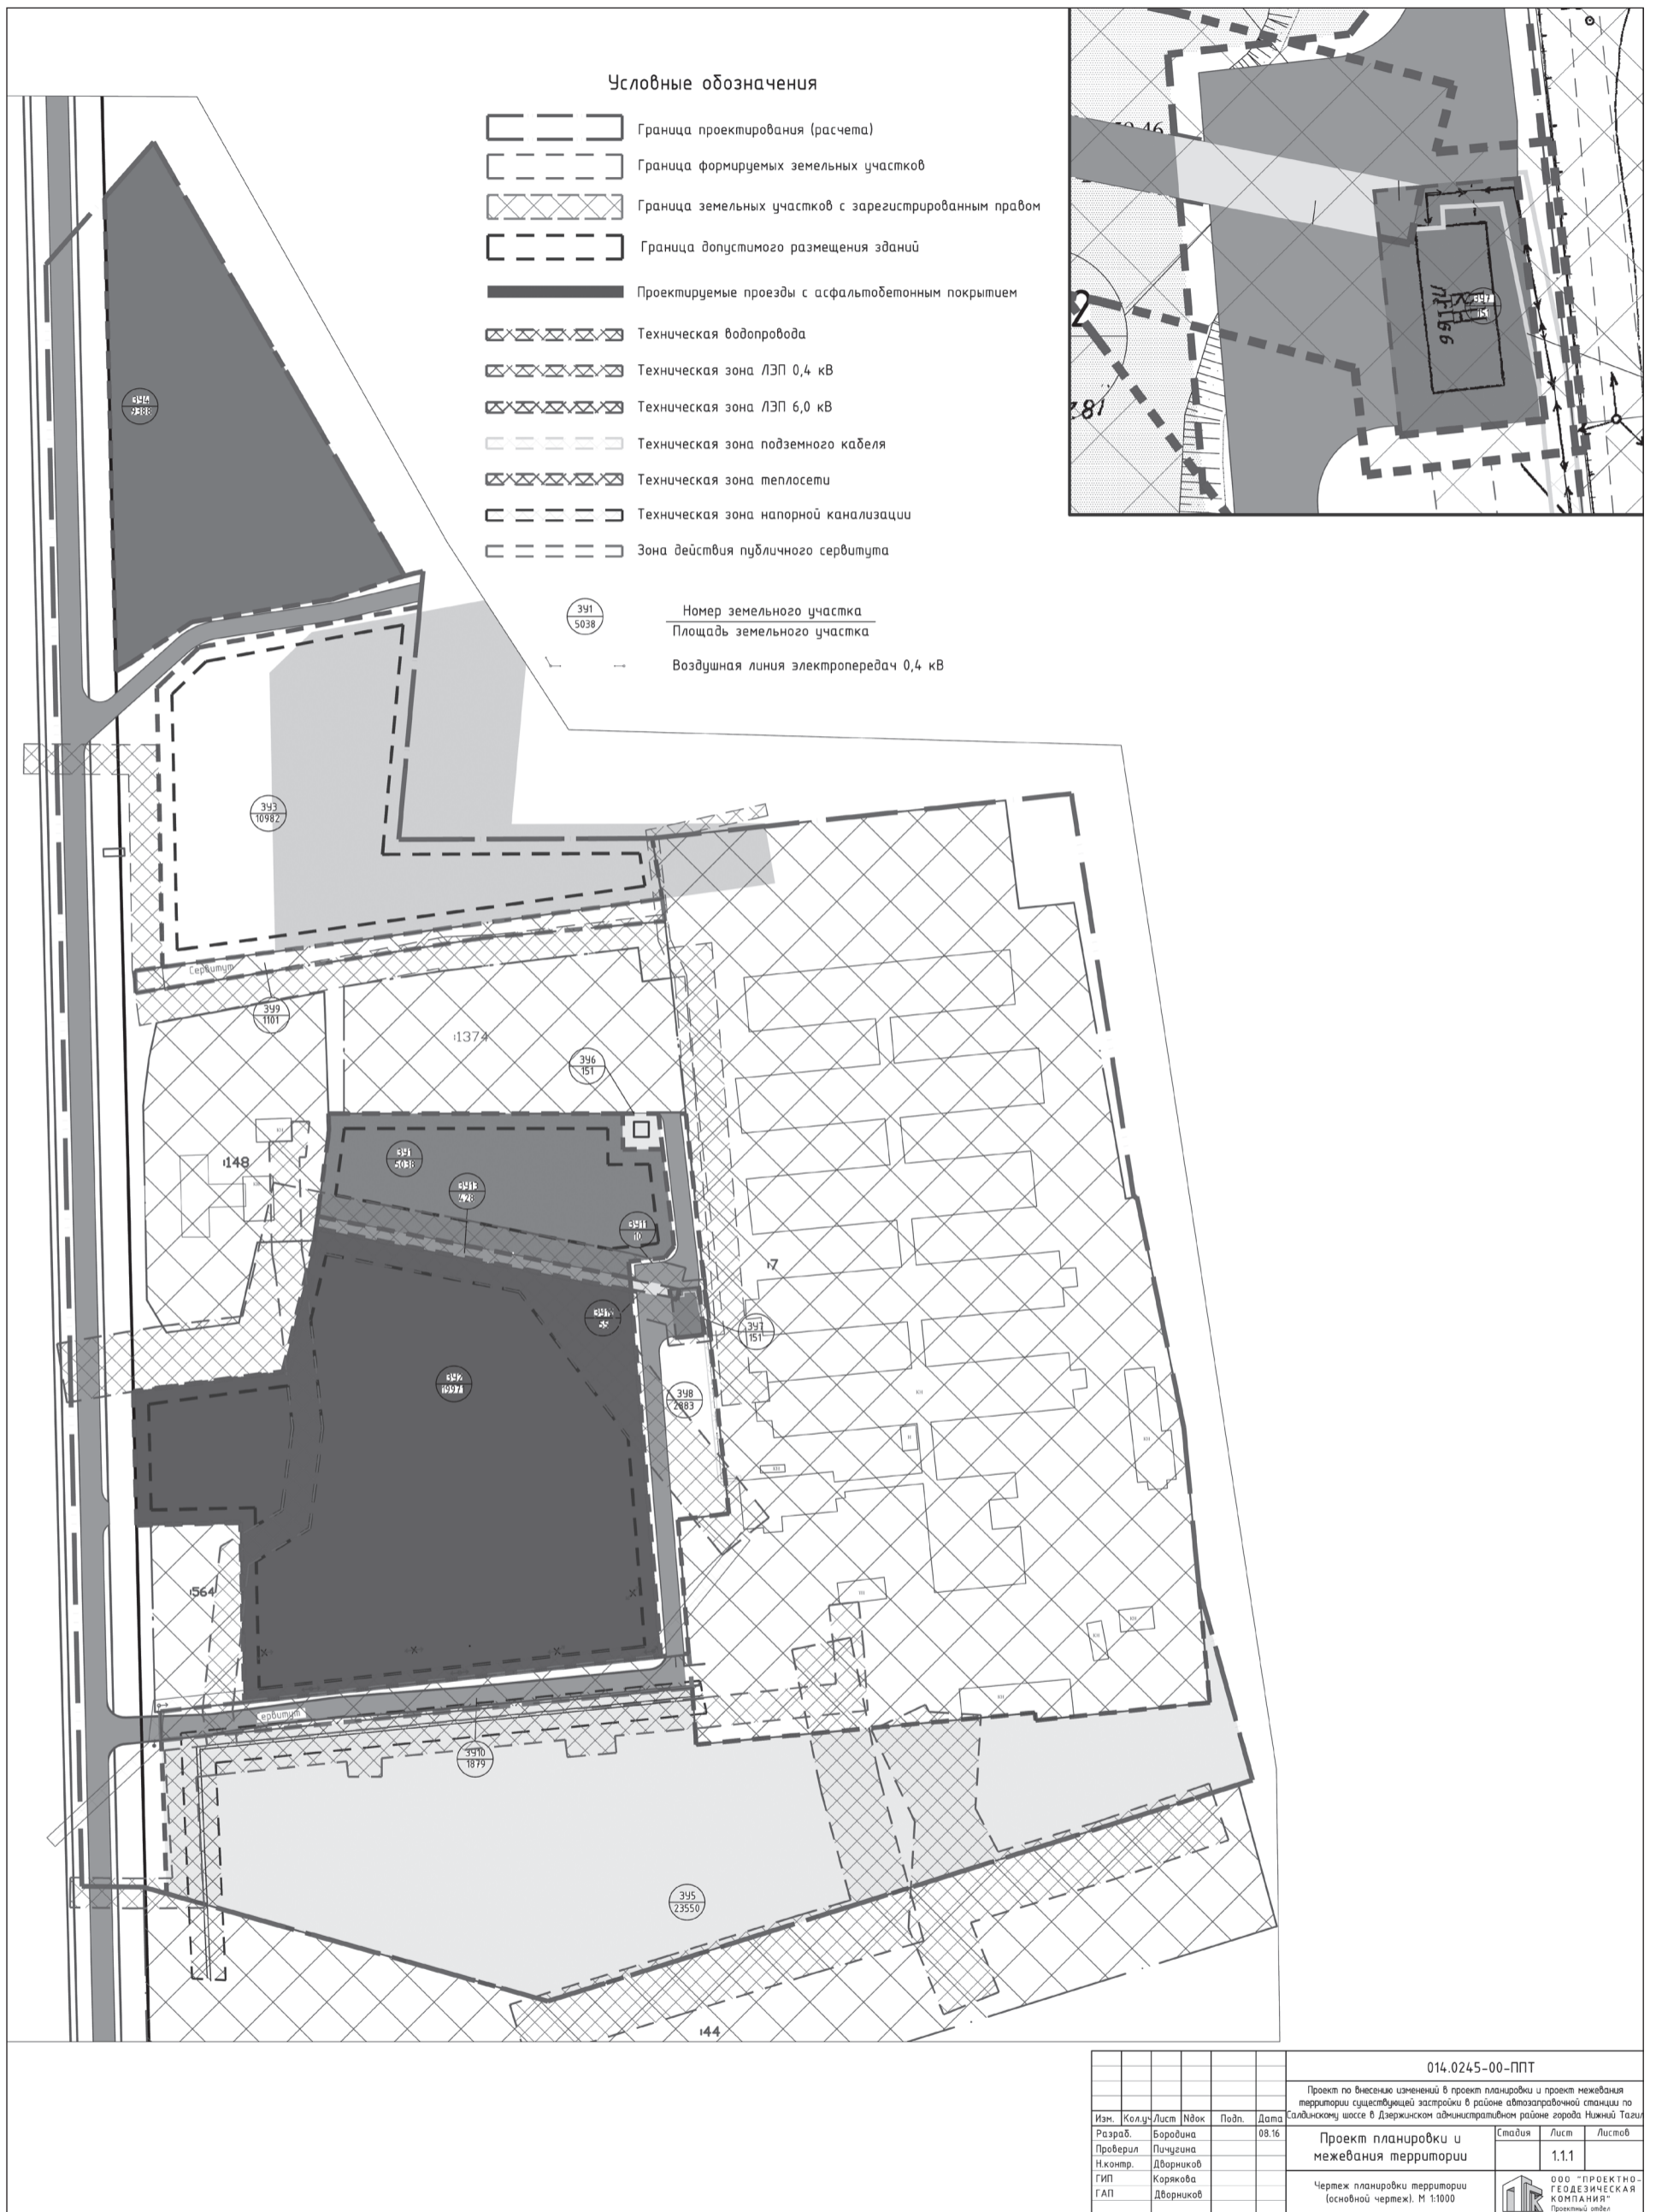 Условные обозначения
Граница проектирования (расчета)
Граница формируемых земельных участков
Граница земельных участков с зарегистрированным правом
Граница допустимого размещения зданий
Проектируемые проезды с асфальтобетонным покрытием
Техническая водопровода
Техническая зона ЛЭП 0,4 кВ
Техническая зона ЛЭП 6,0 кВ
Техническая зона подземного кабеля
Техническая зона теплосети
Техническая зона напорной канализации
Зона действия публичного сервитута
ЗУ1
5038
Номер земельного участка
Площадь земельного участка
Воздушная линия электропередач 0,4 кВ
ЗУ4
9388
ЗУ3
10982
Сервитут
ЗУ9
1101
:1374
ЗУ6
151
:148
ЗУ1
5038
ЗУ13
428
ЗУ11
10
:7
ЗУ7
151
ЗУ2
ЗУ8
2883
:564
ервитут
ЗУ10
1879
ЗУ5
23550
:44
014.0245-00-ППТ
Проект по внесению изменений в проект планировки и проект межевания
территории существующей застройки в районе автозаправочной станции по
Салдинскому шоссе в Дзержинском административном районе города Нижний Тагил
Изм. Кол.уч Лист Nдок Подп. Дата
Разраб. Бородина 08.16
Проверил Пичугина
Н.контр. Дворников
ГИП Корякова
ГАП Дворников
Проект планировки и
межевания территории
Стадия Лист Листов
1.1.1
Чертеж планировки территории
(основной чертеж). М 1:1000
ООО "ПРОЕКТНО-
ГЕОДЕЗИЧЕСКАЯ
КОМПАНИЯ"
Проектный отдел